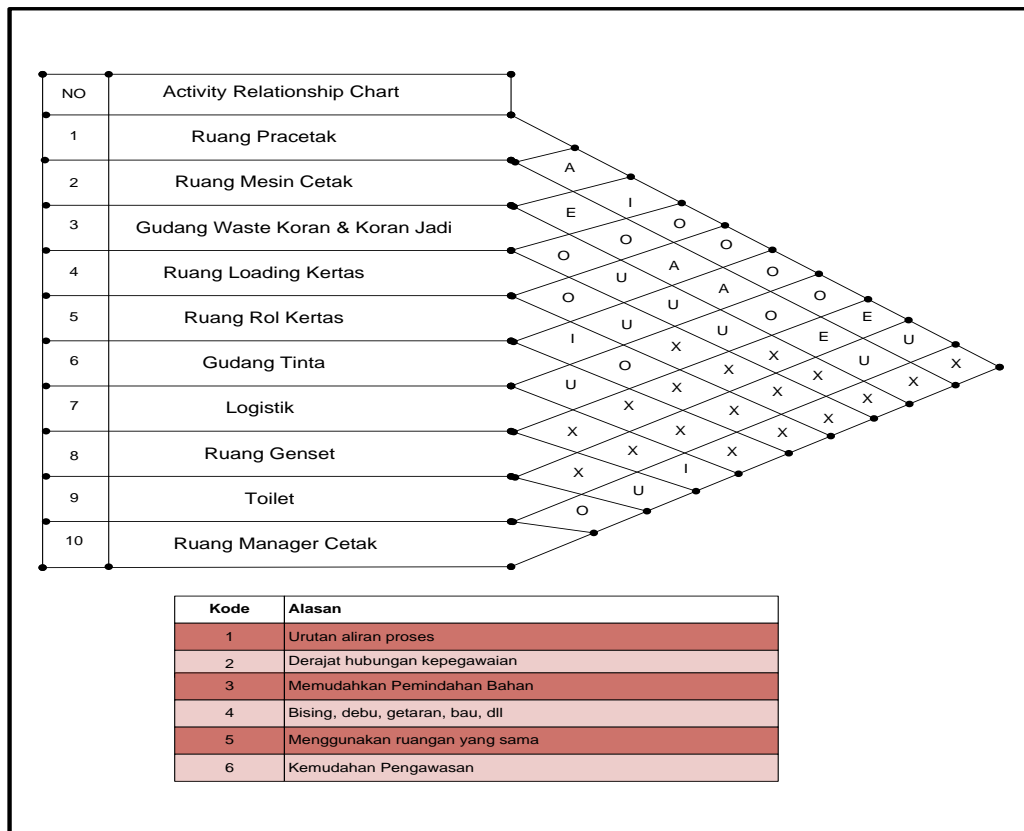 NO Activity Relationship Chart
1 Ruang Pracetak
2 Ruang Mesin Cetak
3 Gudang Waste Koran & Koran Jadi
4 Ruang Loading Kertas
5 Ruang Rol Kertas
6 Gudang Tinta
7 Logistik
8 Ruang Genset
9 Toilet
10 Ruang Manager Cetak
A
E I
O O O
O U A O
I U U A O
U O X U O O
X X X X X E E
X X X X X X U U
O U I X X X X X X
Kode Alasan
1 Urutan aliran proses
2 Derajat hubungan kepegawaian
3 Memudahkan Pemindahan Bahan
4 Bising, debu, getaran, bau, dll
5 Menggunakan ruangan yang sama
6 Kemudahan Pengawasan